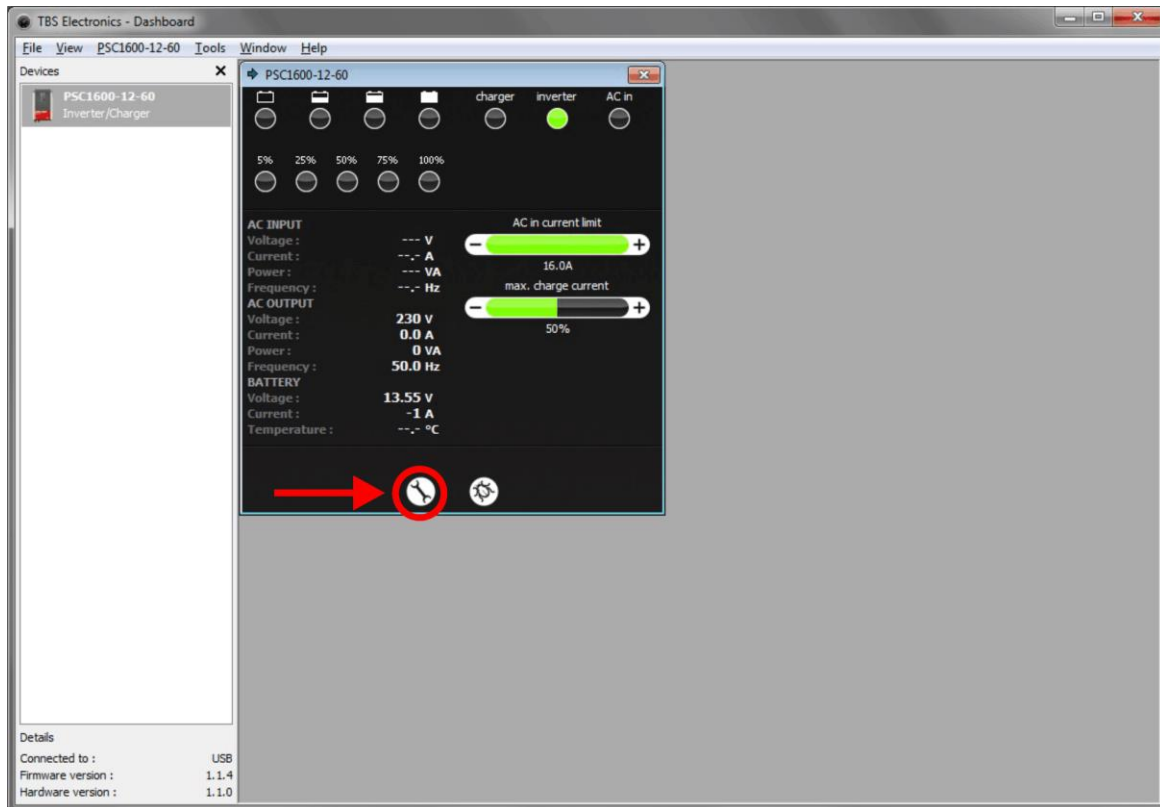 TBS Electronics - Dashboard
File View PSC1600-12-60 Tools Window Help
Devices
PSC1600-12-60
Inverter/Charger
PSC1600-12-60
charger inverter AC in
5% 25% 50% 75% 100%
AC INPUT
Voltage : --- V
Current : --.- A
Power : --- VA
Frequency : --.- Hz
AC OUTPUT
Voltage : 230 V
Current : 0.0 A
Power : 0 VA
Frequency : 50.0 Hz
BATTERY
Voltage : 13.55 V
Current : -1 A
Temperature : --.- °C
AC in current limit
16.0A
max. charge current
50%
Details
Connected to : USB
Firmware version : 1.1.4
Hardware version : 1.1.0